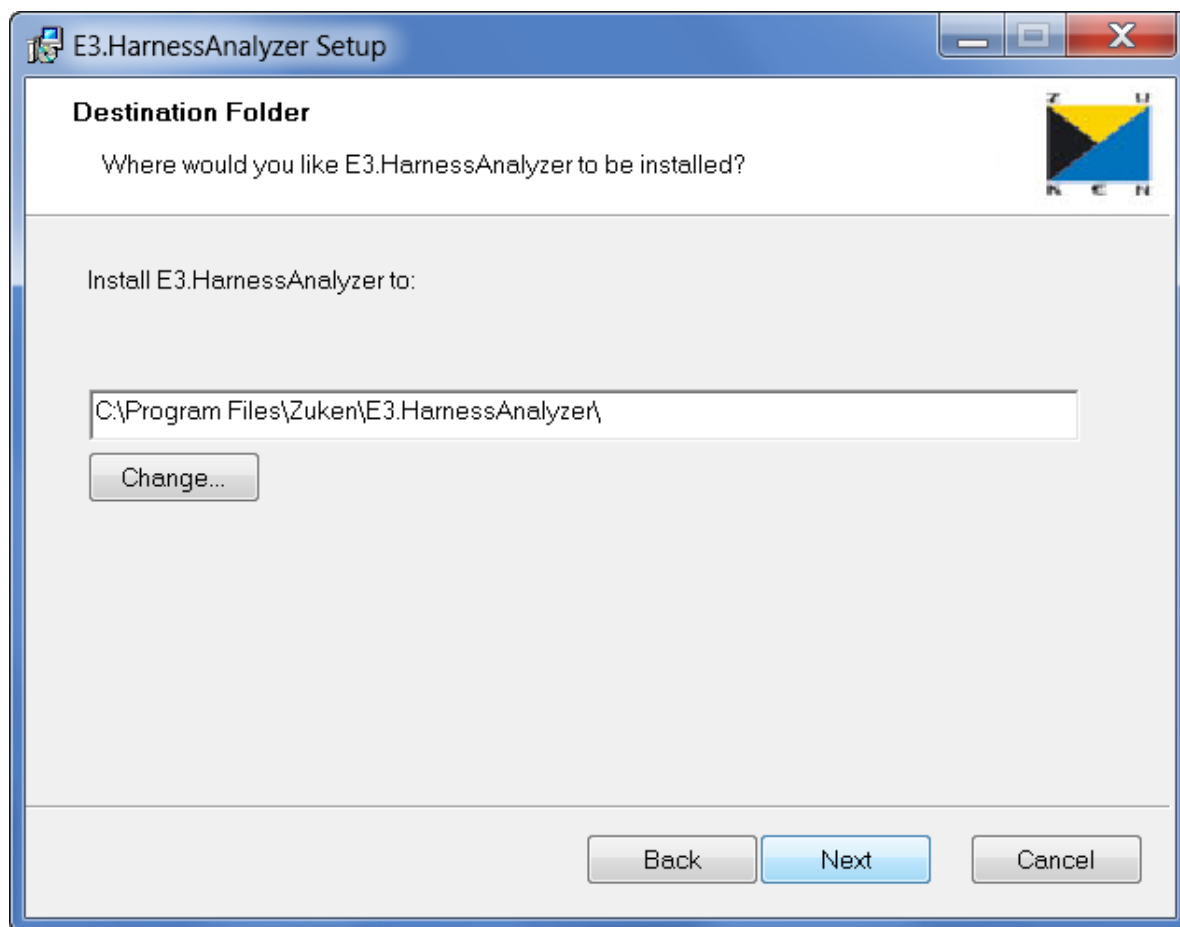 E3.HarnessAnalyzer Setup
Destination Folder
Where would you like E3.HarnessAnalyzer to be installed?
Z U
K E N
Install E3.HarnessAnalyzer to:
C:\Program Files\Zuken\E3.HarnessAnalyzer\
Change...
Back Next Cancel